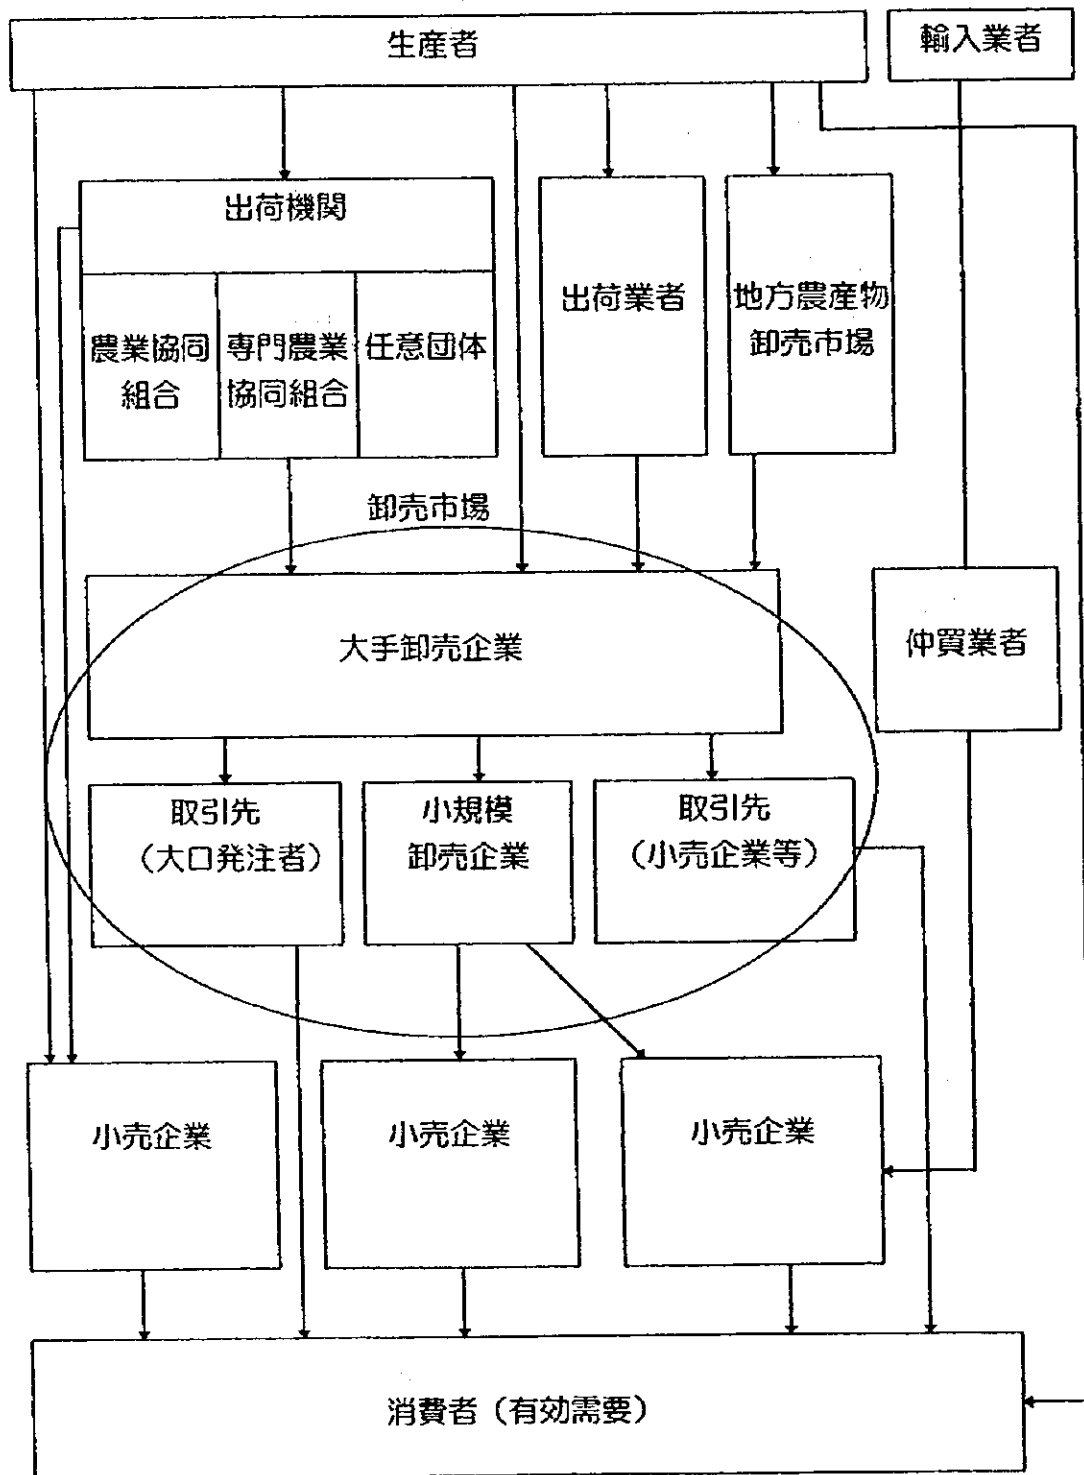 生産者
輸入業者
出荷機関
農業協同
組合
専門農業
協同組合
任意団体
出荷業者
地方農産物
卸売市場
卸売市場
大手卸売企業
仲買業者
取引先
（大口発注者）
小規模
卸売企業
取引先
（小売企業等）
小売企業
小売企業
小売企業
消費者（有効需要）